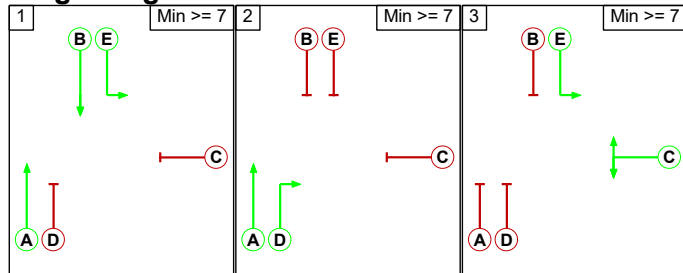 1 Min >= 7 2 Min >= 7 3 Min >= 7
B E B E B E
C C C
A D A D A D